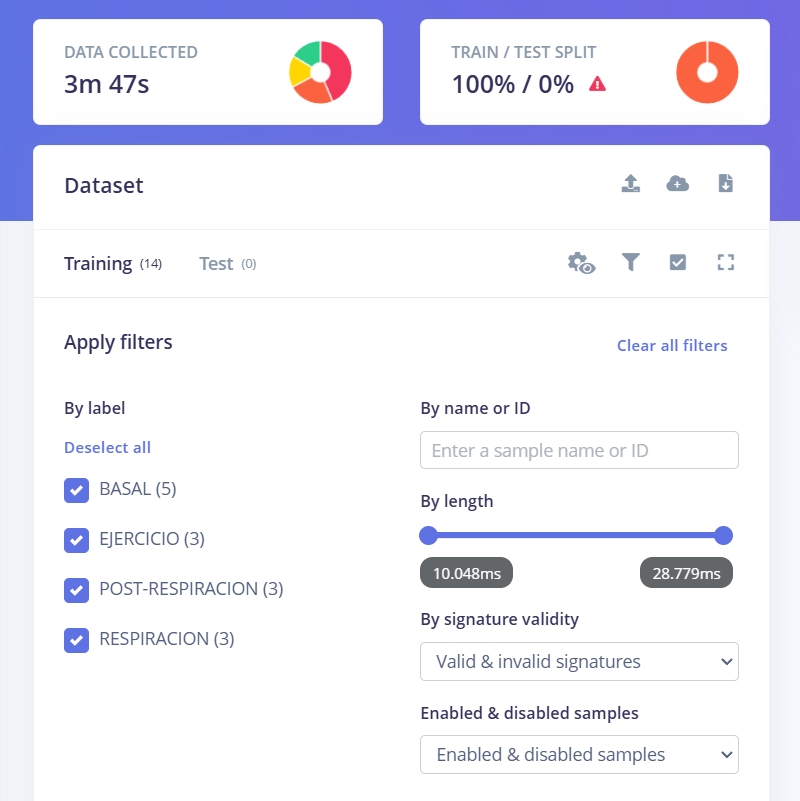 DATA COLLECTED
3m 47s
TRAIN / TEST SPLIT
100% / 0%
Dataset
Training (14) Test (0)
Apply filters
Clear all filters
By label
Deselect all
BASAL (5)
EJERCICIO (3)
POST-RESPIRACION (3)
RESPIRACION (3)
By name or ID
Enter a sample name or ID
By length
10.048ms 28.779ms
By signature validity
Valid & invalid signatures
Enabled & disabled samples
Enabled & disabled samples